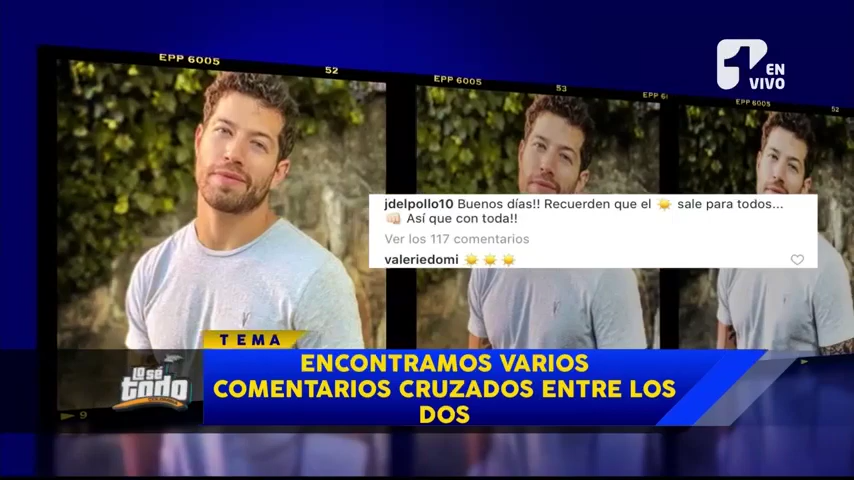 EPP 6005
52
EPP 6005
53
EPP 6
EPP 6005
52
1
EN
VIVO
jdelpollo10 Buenos días!! Recuerden que el ☀️ sale para todos...
👊🏻 Así que con toda!!
Ver los 117 comentarios
valeriedomi ☀️☀️☀️
TEMA
Lo sé
todo
ENCONTRAMOS VARIOS
COMENTARIOS CRUZADOS ENTRE LOS
DOS
9